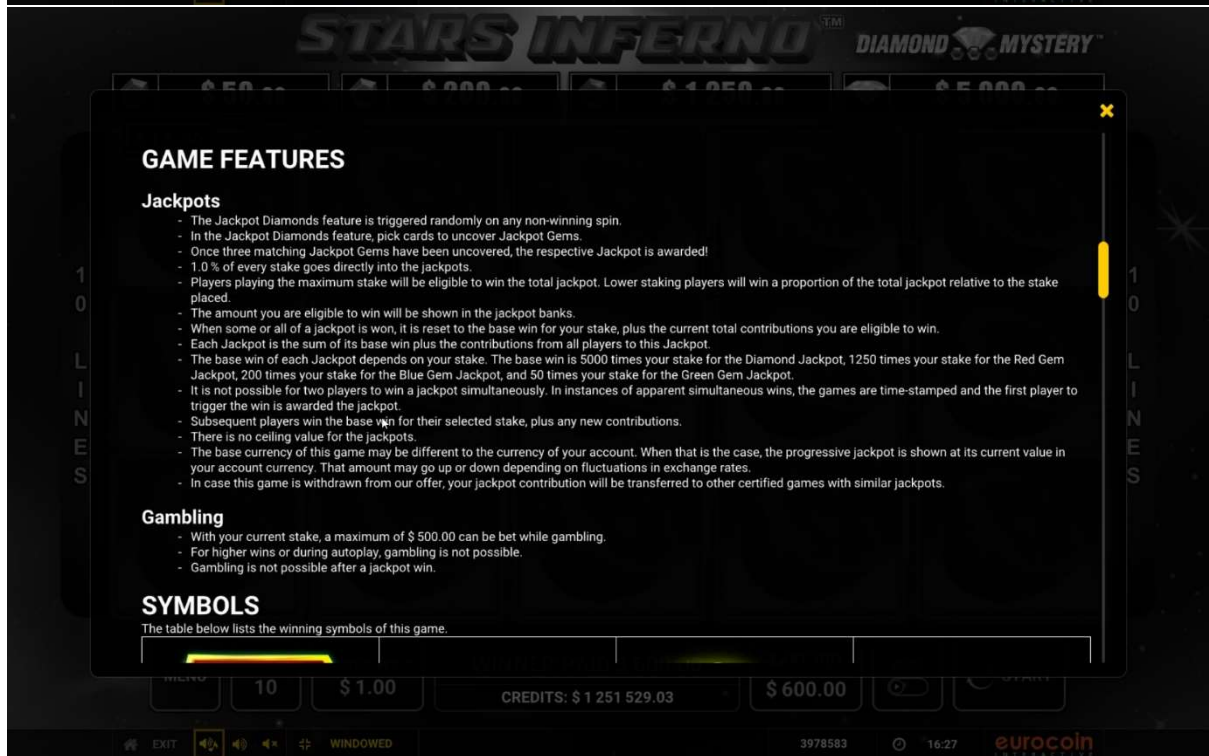 STARS INFERNO™
DIAMOND MYSTERY™
GAME FEATURES
Jackpots
- The Jackpot Diamonds feature is triggered randomly on any non-winning spin.
- In the Jackpot Diamonds feature, pick cards to uncover Jackpot Gems.
- Once three matching Jackpot Gems have been uncovered, the respective Jackpot is awarded!
- 1.0 % of every stake goes directly into the jackpots.
- Players playing the maximum stake will be eligible to win the total jackpot. Lower staking players will win a proportion of the total jackpot relative to the stake
placed.
- The amount you are eligible to win will be shown in the jackpot banks.
- When some or all of a jackpot is won, it is reset to the base win for your stake, plus the current total contributions you are eligible to win.
- Each Jackpot is the sum of its base win plus the contributions from all players to this Jackpot.
- The base win of each Jackpot depends on your stake. The base win is 5000 times your stake for the Diamond Jackpot, 1250 times your stake for the Red Gem
Jackpot, 200 times your stake for the Blue Gem Jackpot, and 50 times your stake for the Green Gem Jackpot.
- It is not possible for two players to win a jackpot simultaneously. In instances of apparent simultaneous wins, the games are time-stamped and the first player to
trigger the win is awarded the jackpot.
- Subsequent players win the base win for their selected stake, plus any new contributions.
- There is no ceiling value for the jackpots.
- The base currency of this game may be different to the currency of your account. When that is the case, the progressive jackpot is shown at its current value in
your account currency. That amount may go up or down depending on fluctuations in exchange rates.
- In case this game is withdrawn from our offer, your jackpot contribution will be transferred to other certified games with similar jackpots.
Gambling
- With your current stake, a maximum of $ 500.00 can be bet while gambling.
- For higher wins or during autoplay, gambling is not possible.
- Gambling is not possible after a jackpot win.
SYMBOLS
The table below lists the winning symbols of this game.
10 LINES
10 LINES
MENU
10
$ 1.00
CREDITS: $ 1 251 529.03
$ 600.00
START
EXIT
WINDOWED
3978583
16:27
eurocoin
INTERACTIVE